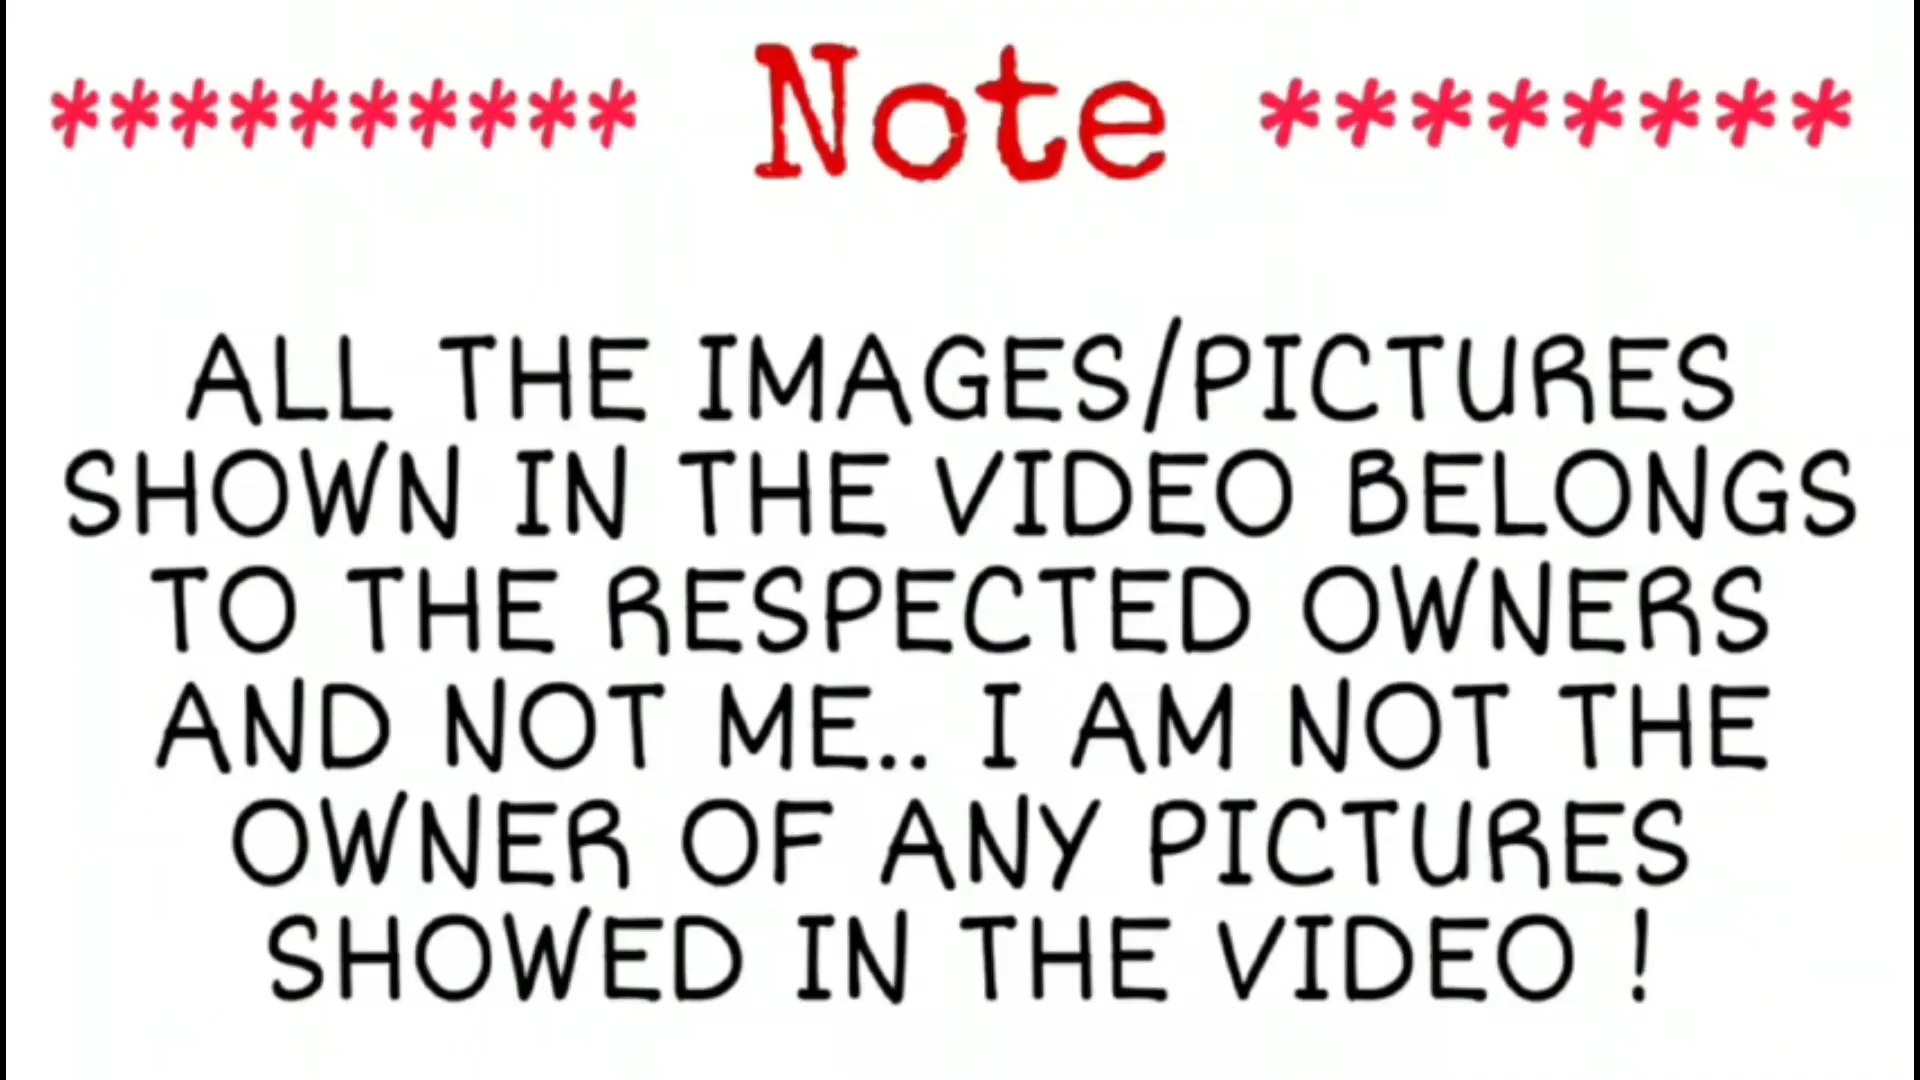 ********** Note ********
ALL THE IMAGES/PICTURES
SHOWN IN THE VIDEO BELONGS
TO THE RESPECTED OWNERS
AND NOT ME.. I AM NOT THE
OWNER OF ANY PICTURES
SHOWED IN THE VIDEO !